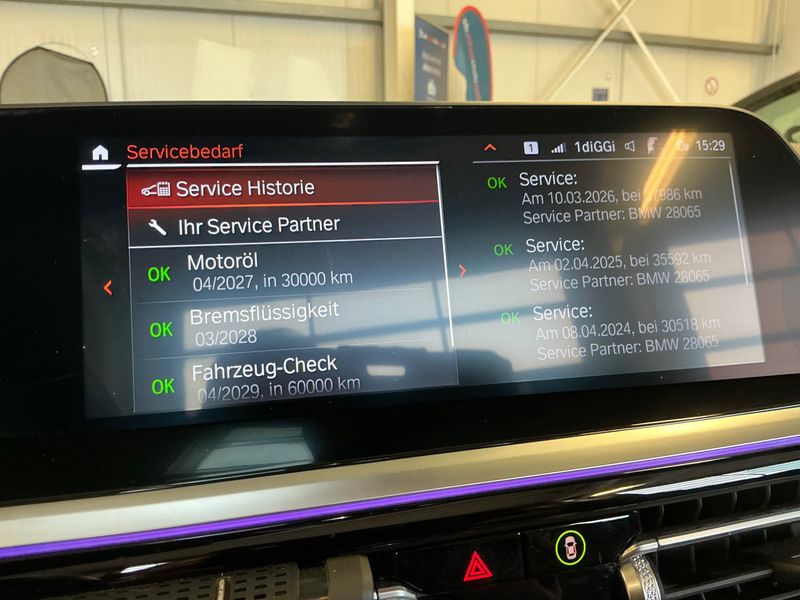 Servicebedarf
1
1diGGi
15:29
Service Historie
Ihr Service Partner
OK Motoröl
04/2027, in 30000 km
OK Bremsflüssigkeit
03/2028
OK Fahrzeug-Check
04/2029, in 60000 km
OK Service:
Am 10.03.2026, bei 37986 km
Service Partner: BMW 28065
OK Service:
Am 02.04.2025, bei 35592 km
Service Partner: BMW 28065
OK Service:
Am 08.04.2024, bei 30518 km
Service Partner: BMW 28065